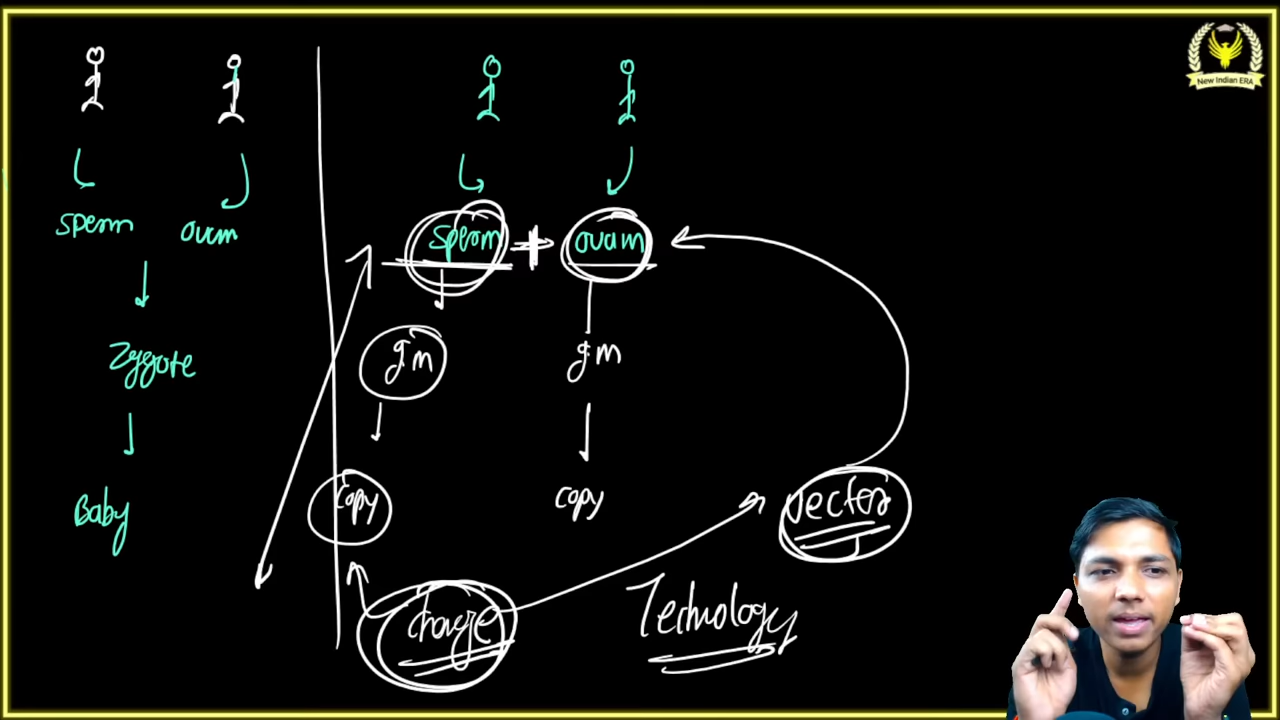 New Indian ERA
sperm ovum
Zygote
Baby
sperm + ovum
gm gm
copy copy
change
Technology
vector